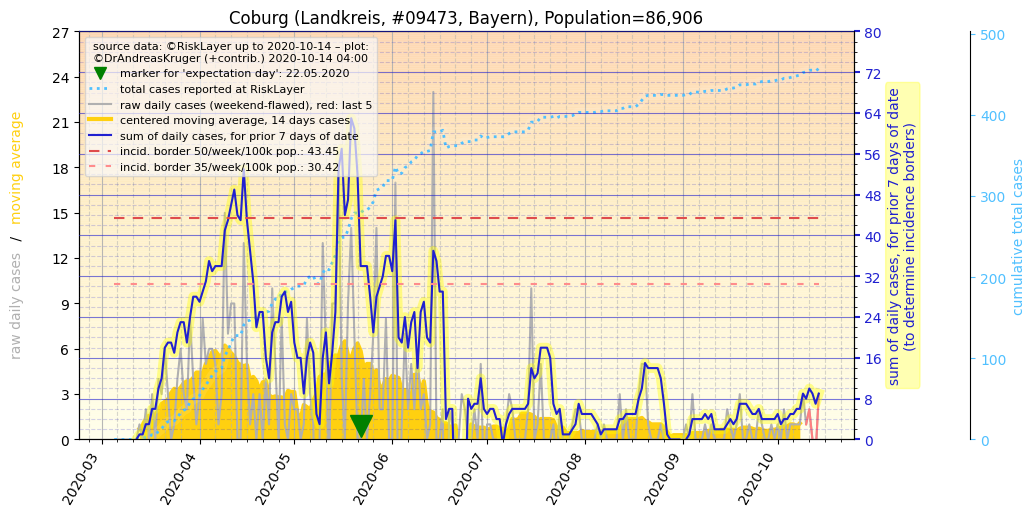 Coburg (Landkreis, #09473, Bayern), Population=86,906
source data: ©RiskLayer up to 2020-10-14 – plot:
©DrAndreasKruger (+contrib.) 2020-10-14 04:00
marker for 'expectation day': 22.05.2020
total cases reported at RiskLayer
raw daily cases (weekend-flawed), red: last 5
centered moving average, 14 days cases
sum of daily cases, for prior 7 days of date
incid. border 50/week/100k pop.: 43.45
incid. border 35/week/100k pop.: 30.42
raw daily cases / moving average
27
24
21
18
15
12
9
6
3
0
2020-03
2020-04
2020-05
2020-06
2020-07
2020-08
2020-09
2020-10
80
72
64
56
48
40
32
24
16
8
0
sum of daily cases, for prior 7 days of date
(to determine incidence borders)
500
400
300
200
100
0
cumulative total cases